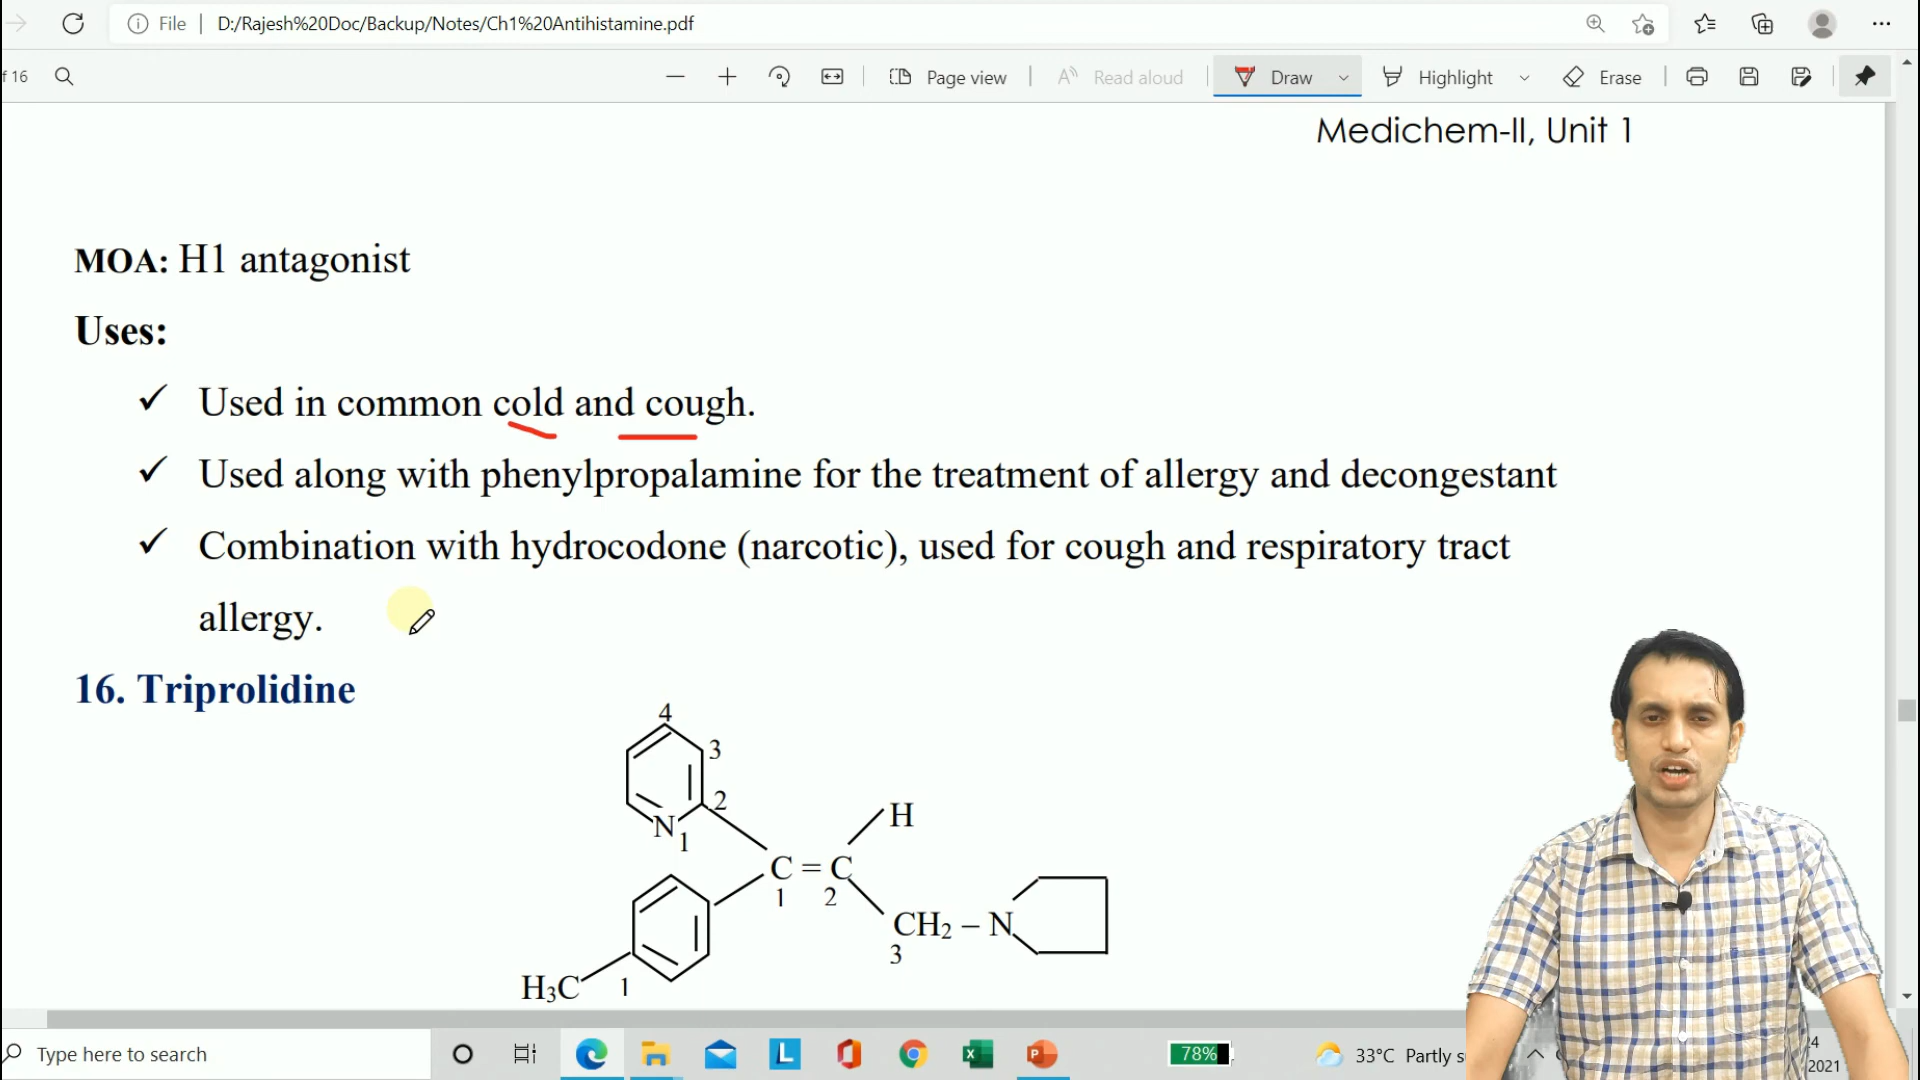 File
D:/Rajesh%20Doc/Backup/Notes/Ch1%20Antihistamine.pdf
f 16
Page view
Read aloud
Draw
Highlight
Erase
Medichem-II, Unit 1
MOA: H1 antagonist
Uses:
✓ Used in common cold and cough.
✓ Used along with phenylpropalamine for the treatment of allergy and decongestant
✓ Combination with hydrocodone (narcotic), used for cough and respiratory tract
allergy.
16. Triprolidine
4
3
2
N
1
H
C = C
1 2
CH₂ – N
3
H₃C 1
Type here to search
78%
33°C Partly
2021